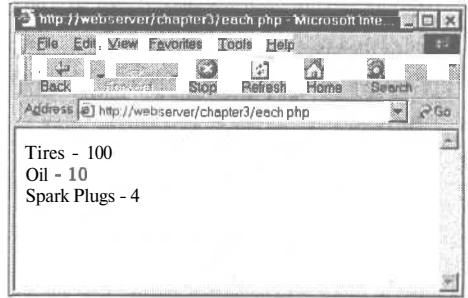 http://webserver/chapter3/each php - Microsoft Inte...
File Edit View Favorites Tools Help
Back Forward Stop Refresh Home Search
Address http://webserver/chapter3/each php Go
Tires - 100
Oil - 10
Spark Plugs - 4